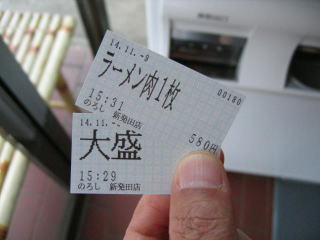 14.11.-9
ラーメン肉1枚
00180
15:31
のろし 新発田店
14.11.--
大盛
580円
15:29
のろし 新発田店